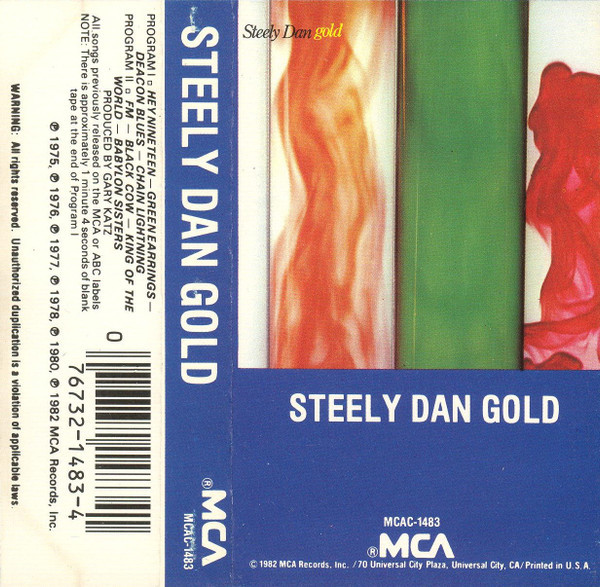 Steely Dan gold
STEELY DAN GOLD
MCAC-1483
®MCA
© 1982 MCA Records, Inc. /70 Universal City Plaza, Universal City, CA/Printed in U.S.A.
STEELY DAN GOLD
®MCA
MCAC-1483
PROGRAM I □ HEY NINETEEN — GREEN EARRINGS —
DEACON BLUES — CHAIN LIGHTNING
PROGRAM II □ FM — BLACK COW — KING OF THE
WORLD — BABYLON SISTERS
PRODUCED BY GARY KATZ
All songs previously released on the MCA or ABC labels
NOTE: There is approximately 1 minute 4 seconds of blank
tape at the end of Program I
℗ 1975, ℗ 1976, ℗ 1977, ℗ 1978, ℗ 1980, ℗ 1982 MCA Records, Inc.
WARNING: All rights reserved. Unauthorized duplication is a violation of applicable laws.
0
76732-1483-4